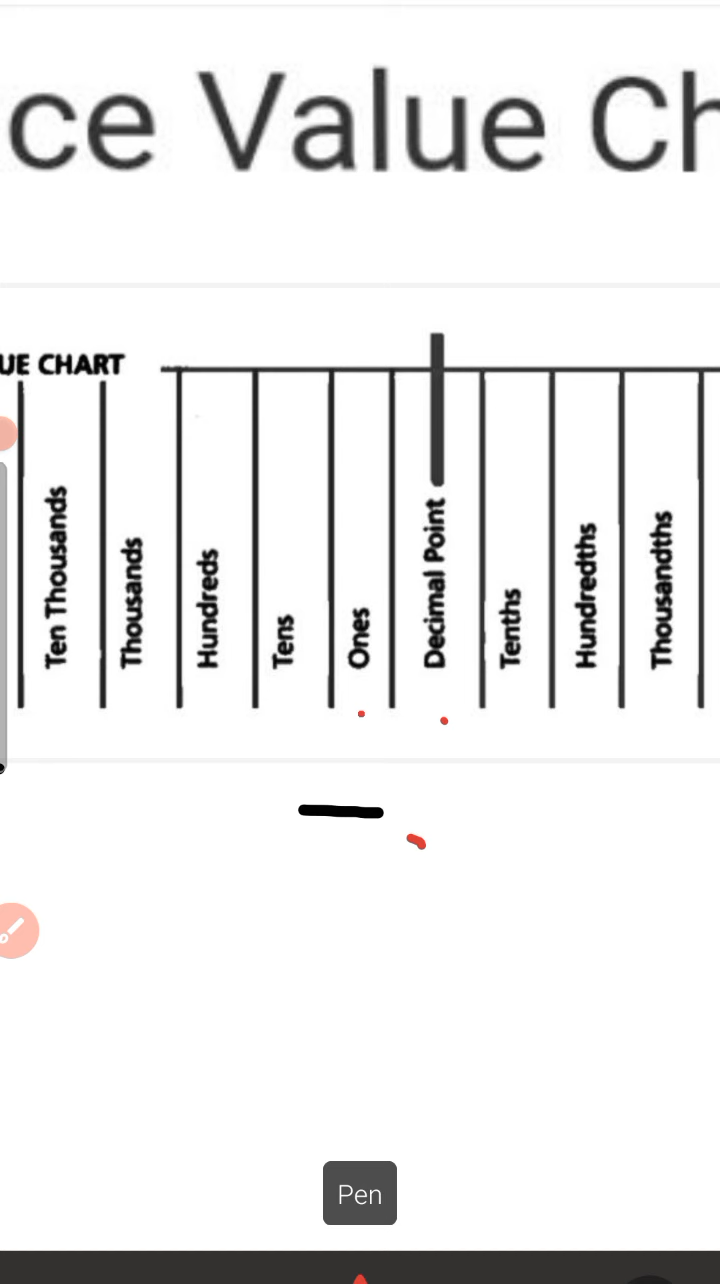 ce Value Ch
UE CHART
Ten Thousands
Thousands
Hundreds
Tens
Ones
Decimal Point
Tenths
Hundredths
Thousandths
Pen